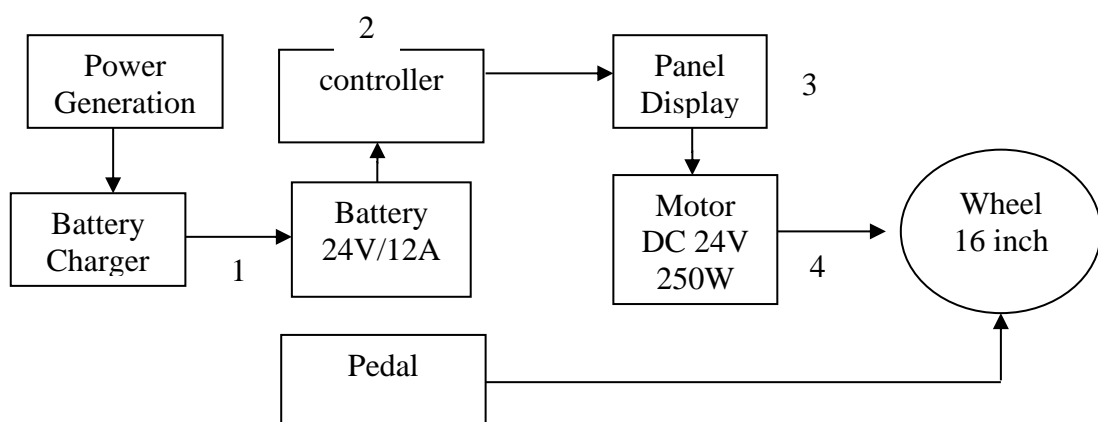 Power
Generation
2
controller
Panel
Display
3
Battery
Charger
1
Battery
24V/12A
Motor
DC 24V
250W
4
Wheel
16 inch
Pedal